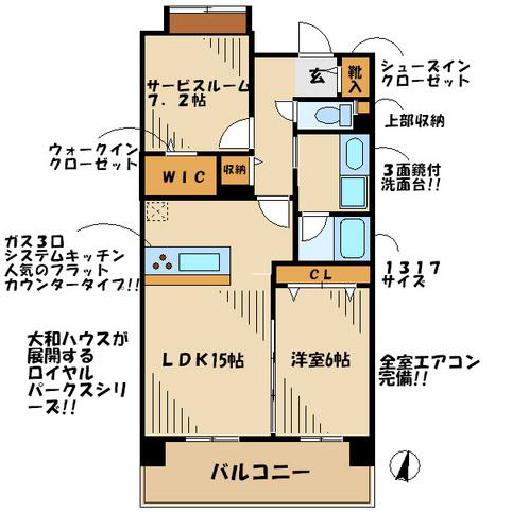 サービスルーム
7．2帖
玄
靴
入
シューズイン
クローゼット
上部収納
ウォークイン
クローゼット
WIC
収納
3面鏡付
洗面台!!
ガス3口
システムキッチン
人気のフラット
カウンタータイプ!!
CL
1317
サイズ
大和ハウスが
展開する
ロイヤル
パークスシリ
ーズ!!
LDK15帖
洋室6帖
全室エアコン
完備!!
バルコニー